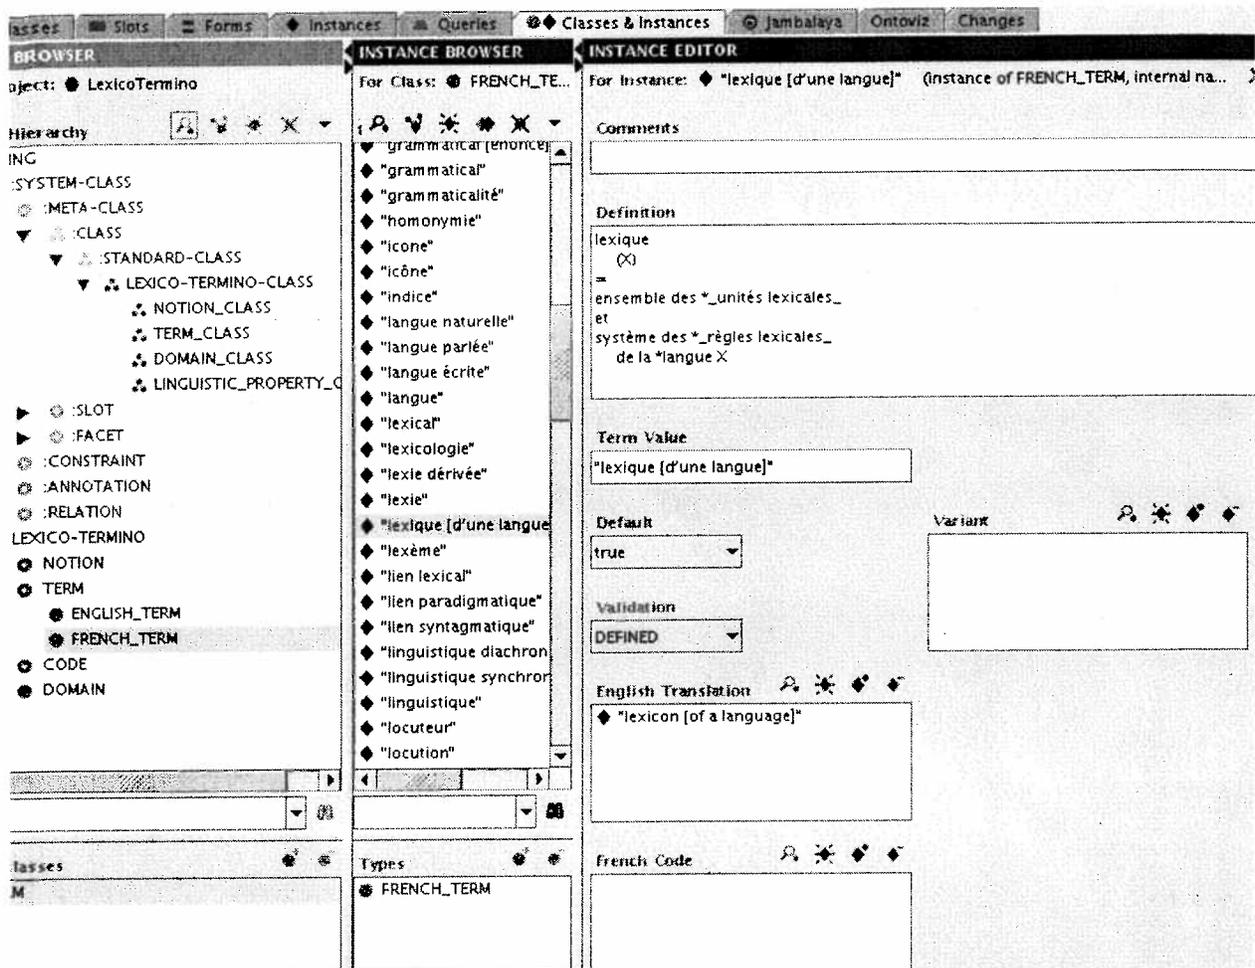 asses Slots Forms Instances Queries Classes & Instances Jambalaya Ontoviz Changes
BROWSER
oject: LexicoTermino
Hierarchy
ING
:SYSTEM-CLASS
:META-CLASS
:CLASS
:STANDARD-CLASS
LEXICO-TERMINO-CLASS
NOTION_CLASS
TERM_CLASS
DOMAIN_CLASS
LINGUISTIC_PROPERTY_C
:SLOT
:FACET
:CONSTRAINT
:ANNOTATION
:RELATION
LEXICO-TERMINO
NOTION
TERM
ENGLISH_TERM
FRENCH_TERM
CODE
DOMAIN
lasses
M
INSTANCE BROWSER
For Class: FRENCH_TE...
"grammatical [énoncé]
"grammatical"
"grammaticalité"
"homonymie"
"icone"
"icône"
"indice"
"langue naturelle"
"langue parlée"
"langue écrite"
"langue"
"lexical"
"lexicologie"
"lexie dérivée"
"lexie"
"lexique [d'une langue
"lexème"
"lien lexical"
"lien paradigmatique"
"lien syntagmatique"
"linguistique diachron
"linguistique synchron
"linguistique"
"locuteur"
"locution"
Types
FRENCH_TERM
INSTANCE EDITOR
For Instance: "lexique [d'une langue]" (instance of FRENCH_TERM, internal na...
Comments
Definition
lexique
(X)
=
ensemble des *_unités lexicales_
et
système des *_règles lexicales_
de la *langue X
Term Value
"lexique [d'une langue]"
Default
true
Variant
Validation
DEFINED
English Translation
"lexicon [of a language]"
French Code